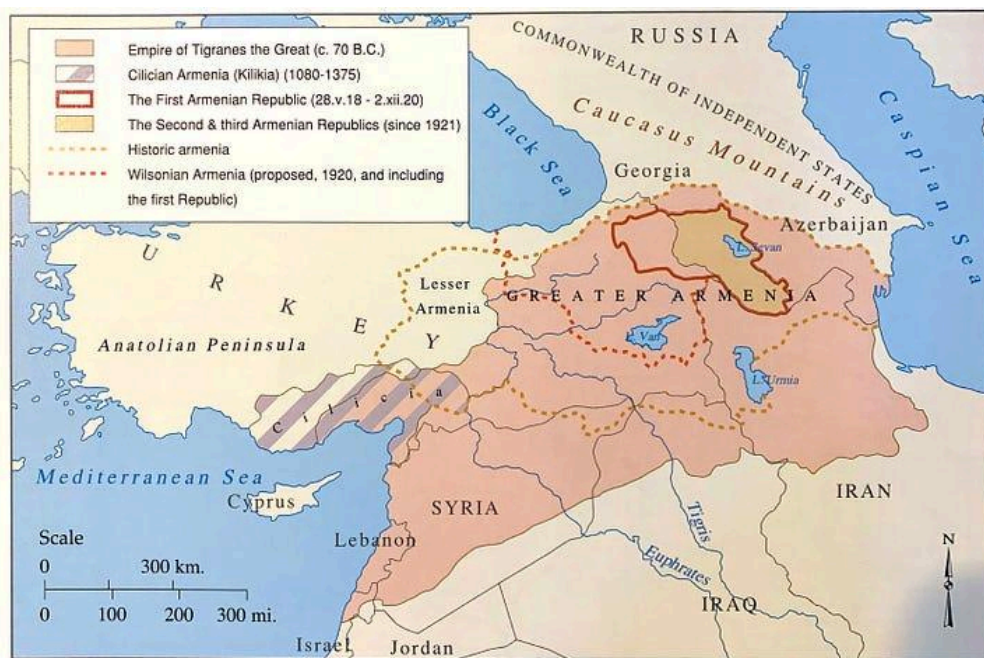 Empire of Tigranes the Great (c. 70 B.C.)
Cilician Armenia (Kilikia) (1080-1375)
The First Armenian Republic (28.v.18 - 2.xii.20)
The Second & third Armenian Republics (since 1921)
Historic armenia
Wilsonian Armenia (proposed, 1920, and including
the first Republic)
RUSSIA
COMMONWEALTH OF INDEPENDENT STATES
Caucasus Mountains
Black Sea
Caspian Sea
Georgia
Azerbaijan
L. Sevan
TURKEY
Lesser
Armenia
GREATER ARMENIA
Anatolian Peninsula
L. Van
L. Urmia
Cilicia
Mediterranean Sea
Cyprus
SYRIA
IRAN
Lebanon
Tigris
Euphrates
IRAQ
Israel
Jordan
Scale
0 300 km.
0 100 200 300 mi.
N